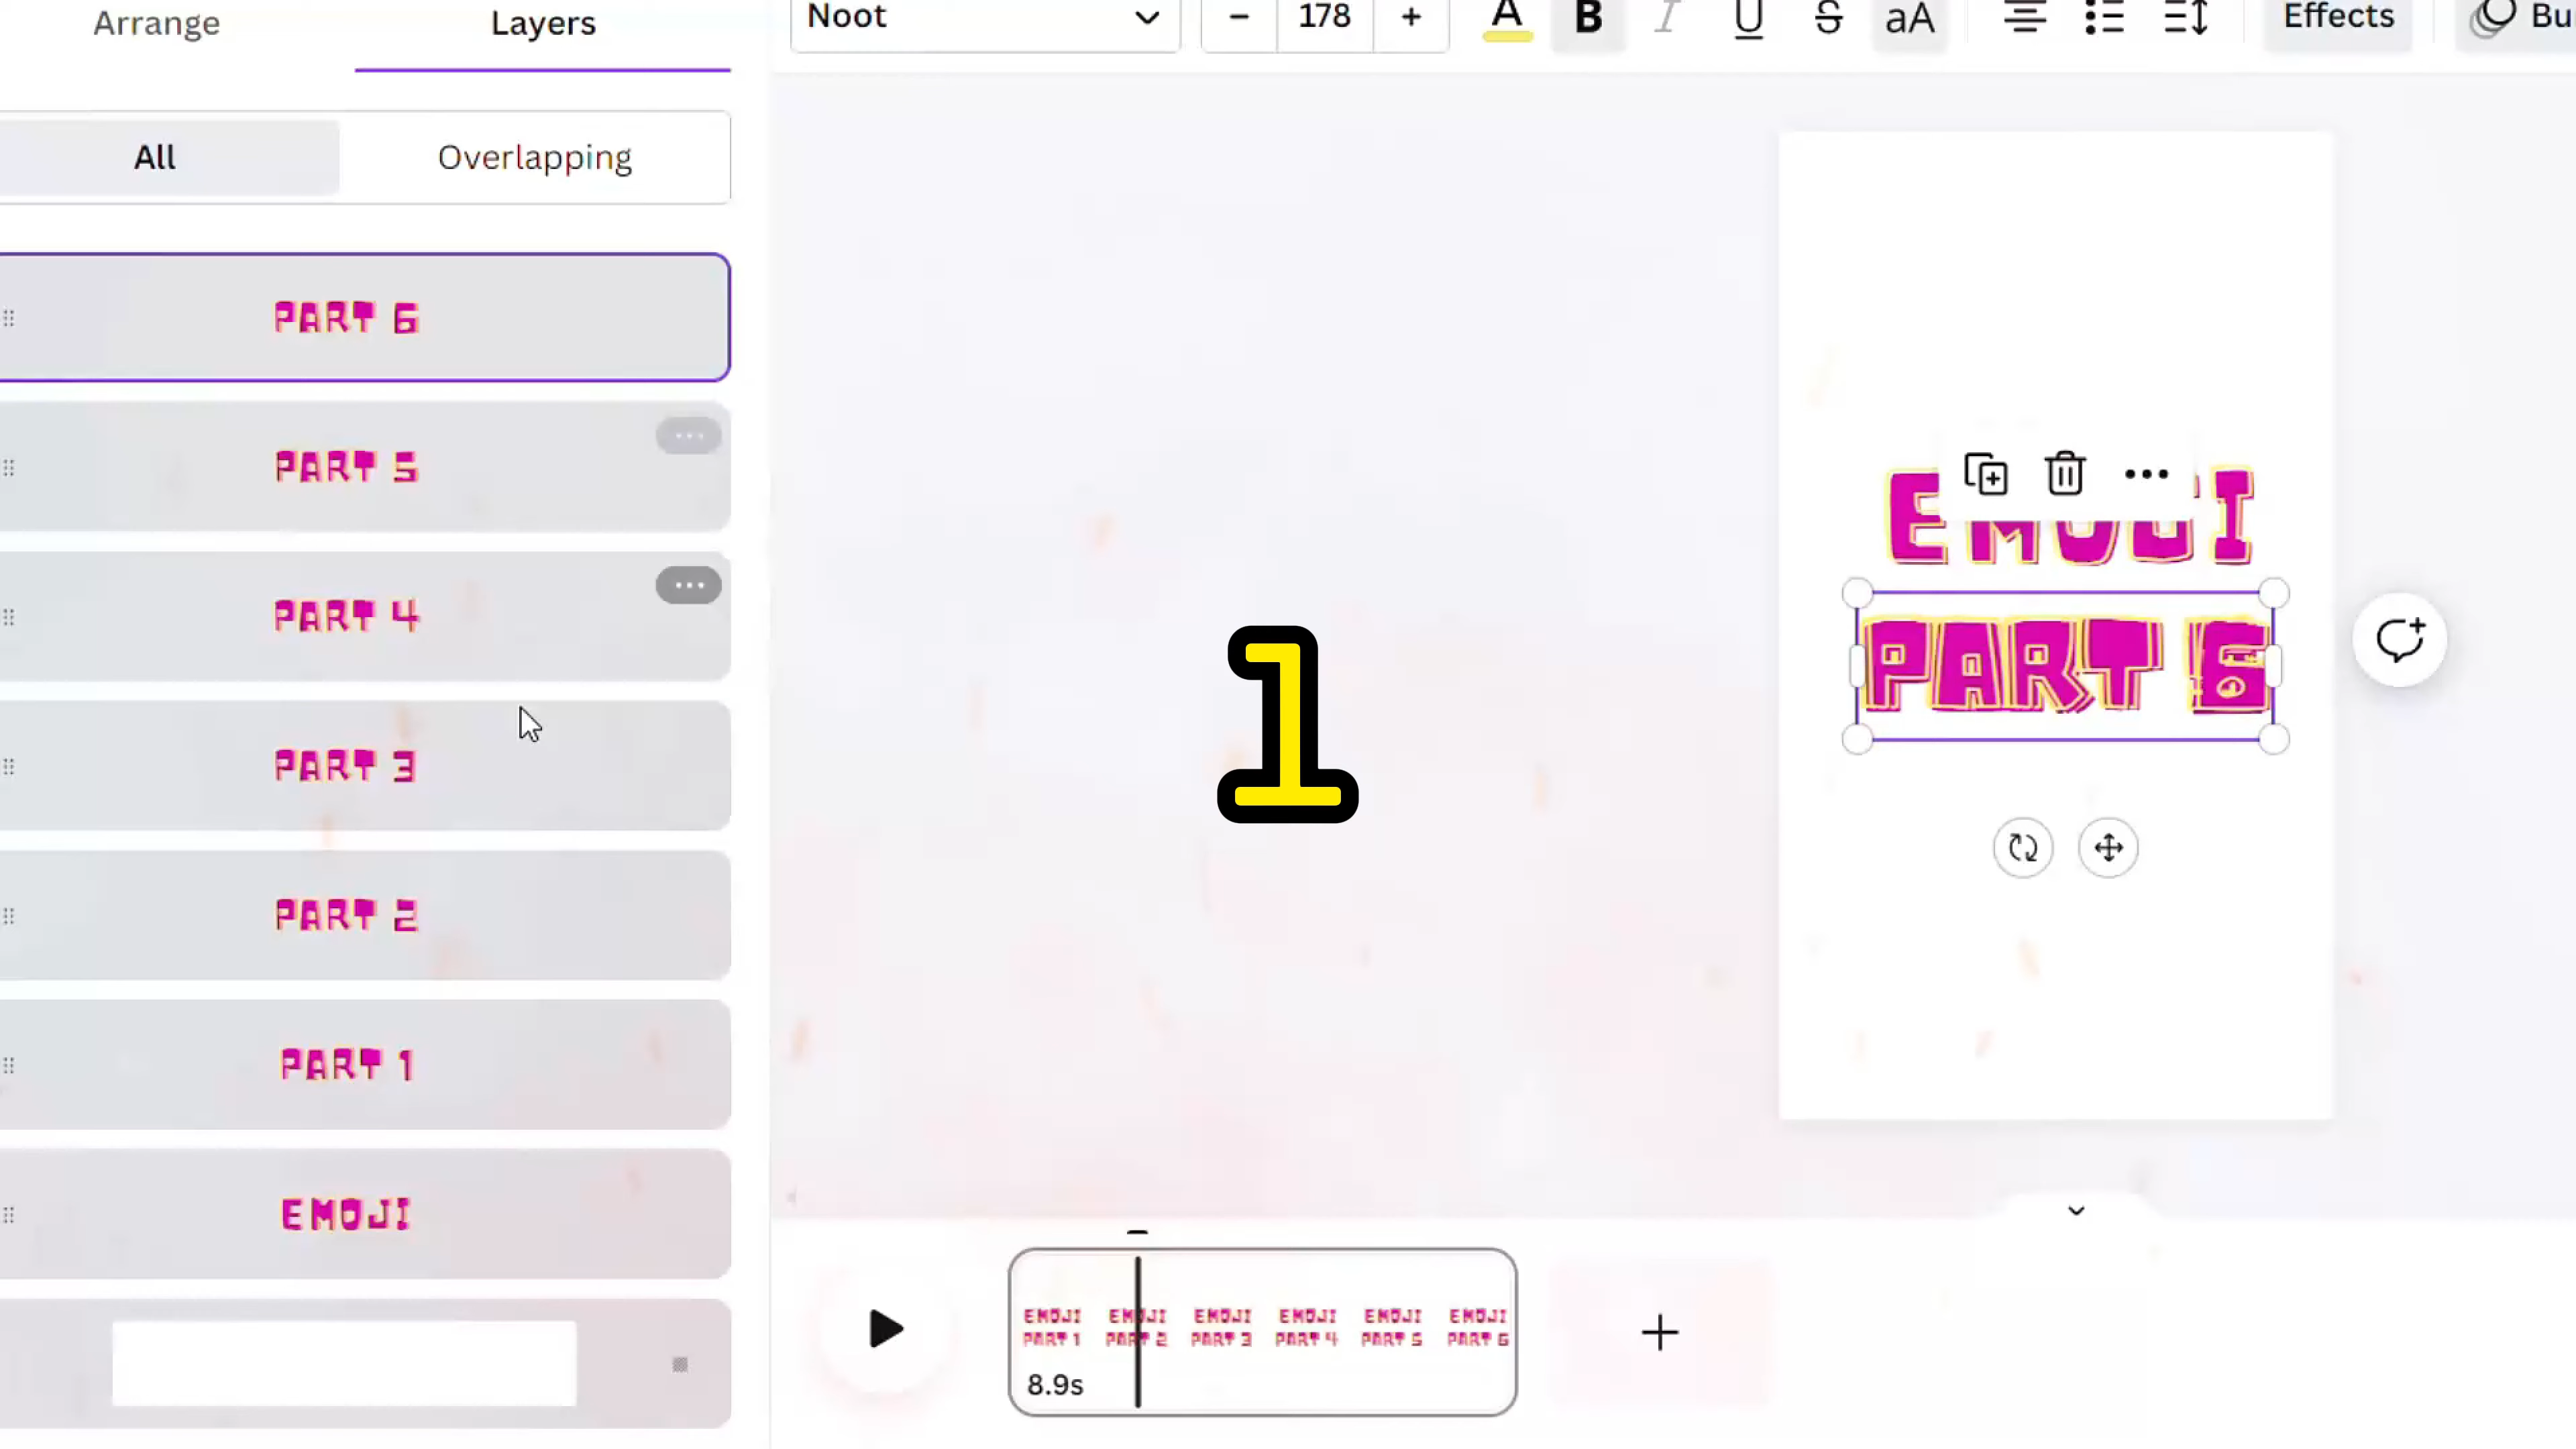 Arrange Layers
Noot 178 A B I U S aA Effects Bu
All Overlapping
PART 6
PART 5
PART 4
PART 3
PART 2
PART 1
EMOJI
1
EMOJI
PART 6
EMOJI EMOJI EMOJI EMOJI EMOJI EMOJI
PART 1 PART 2 PART 3 PART 4 PART 5 PART 6
8.9s